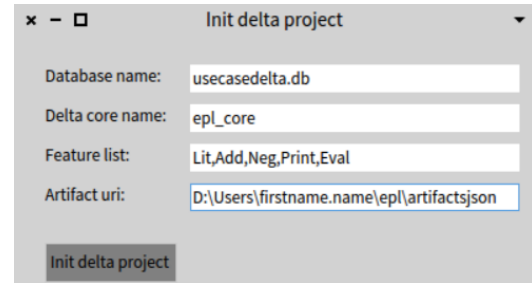 Init delta project
Database name: usecasedelta.db
Delta core name: epl_core
Feature list: Lit,Add,Neg,Print,Eval
Artifact uri: D:\Users\firstname.name\epl\artifactsjson
Init delta project